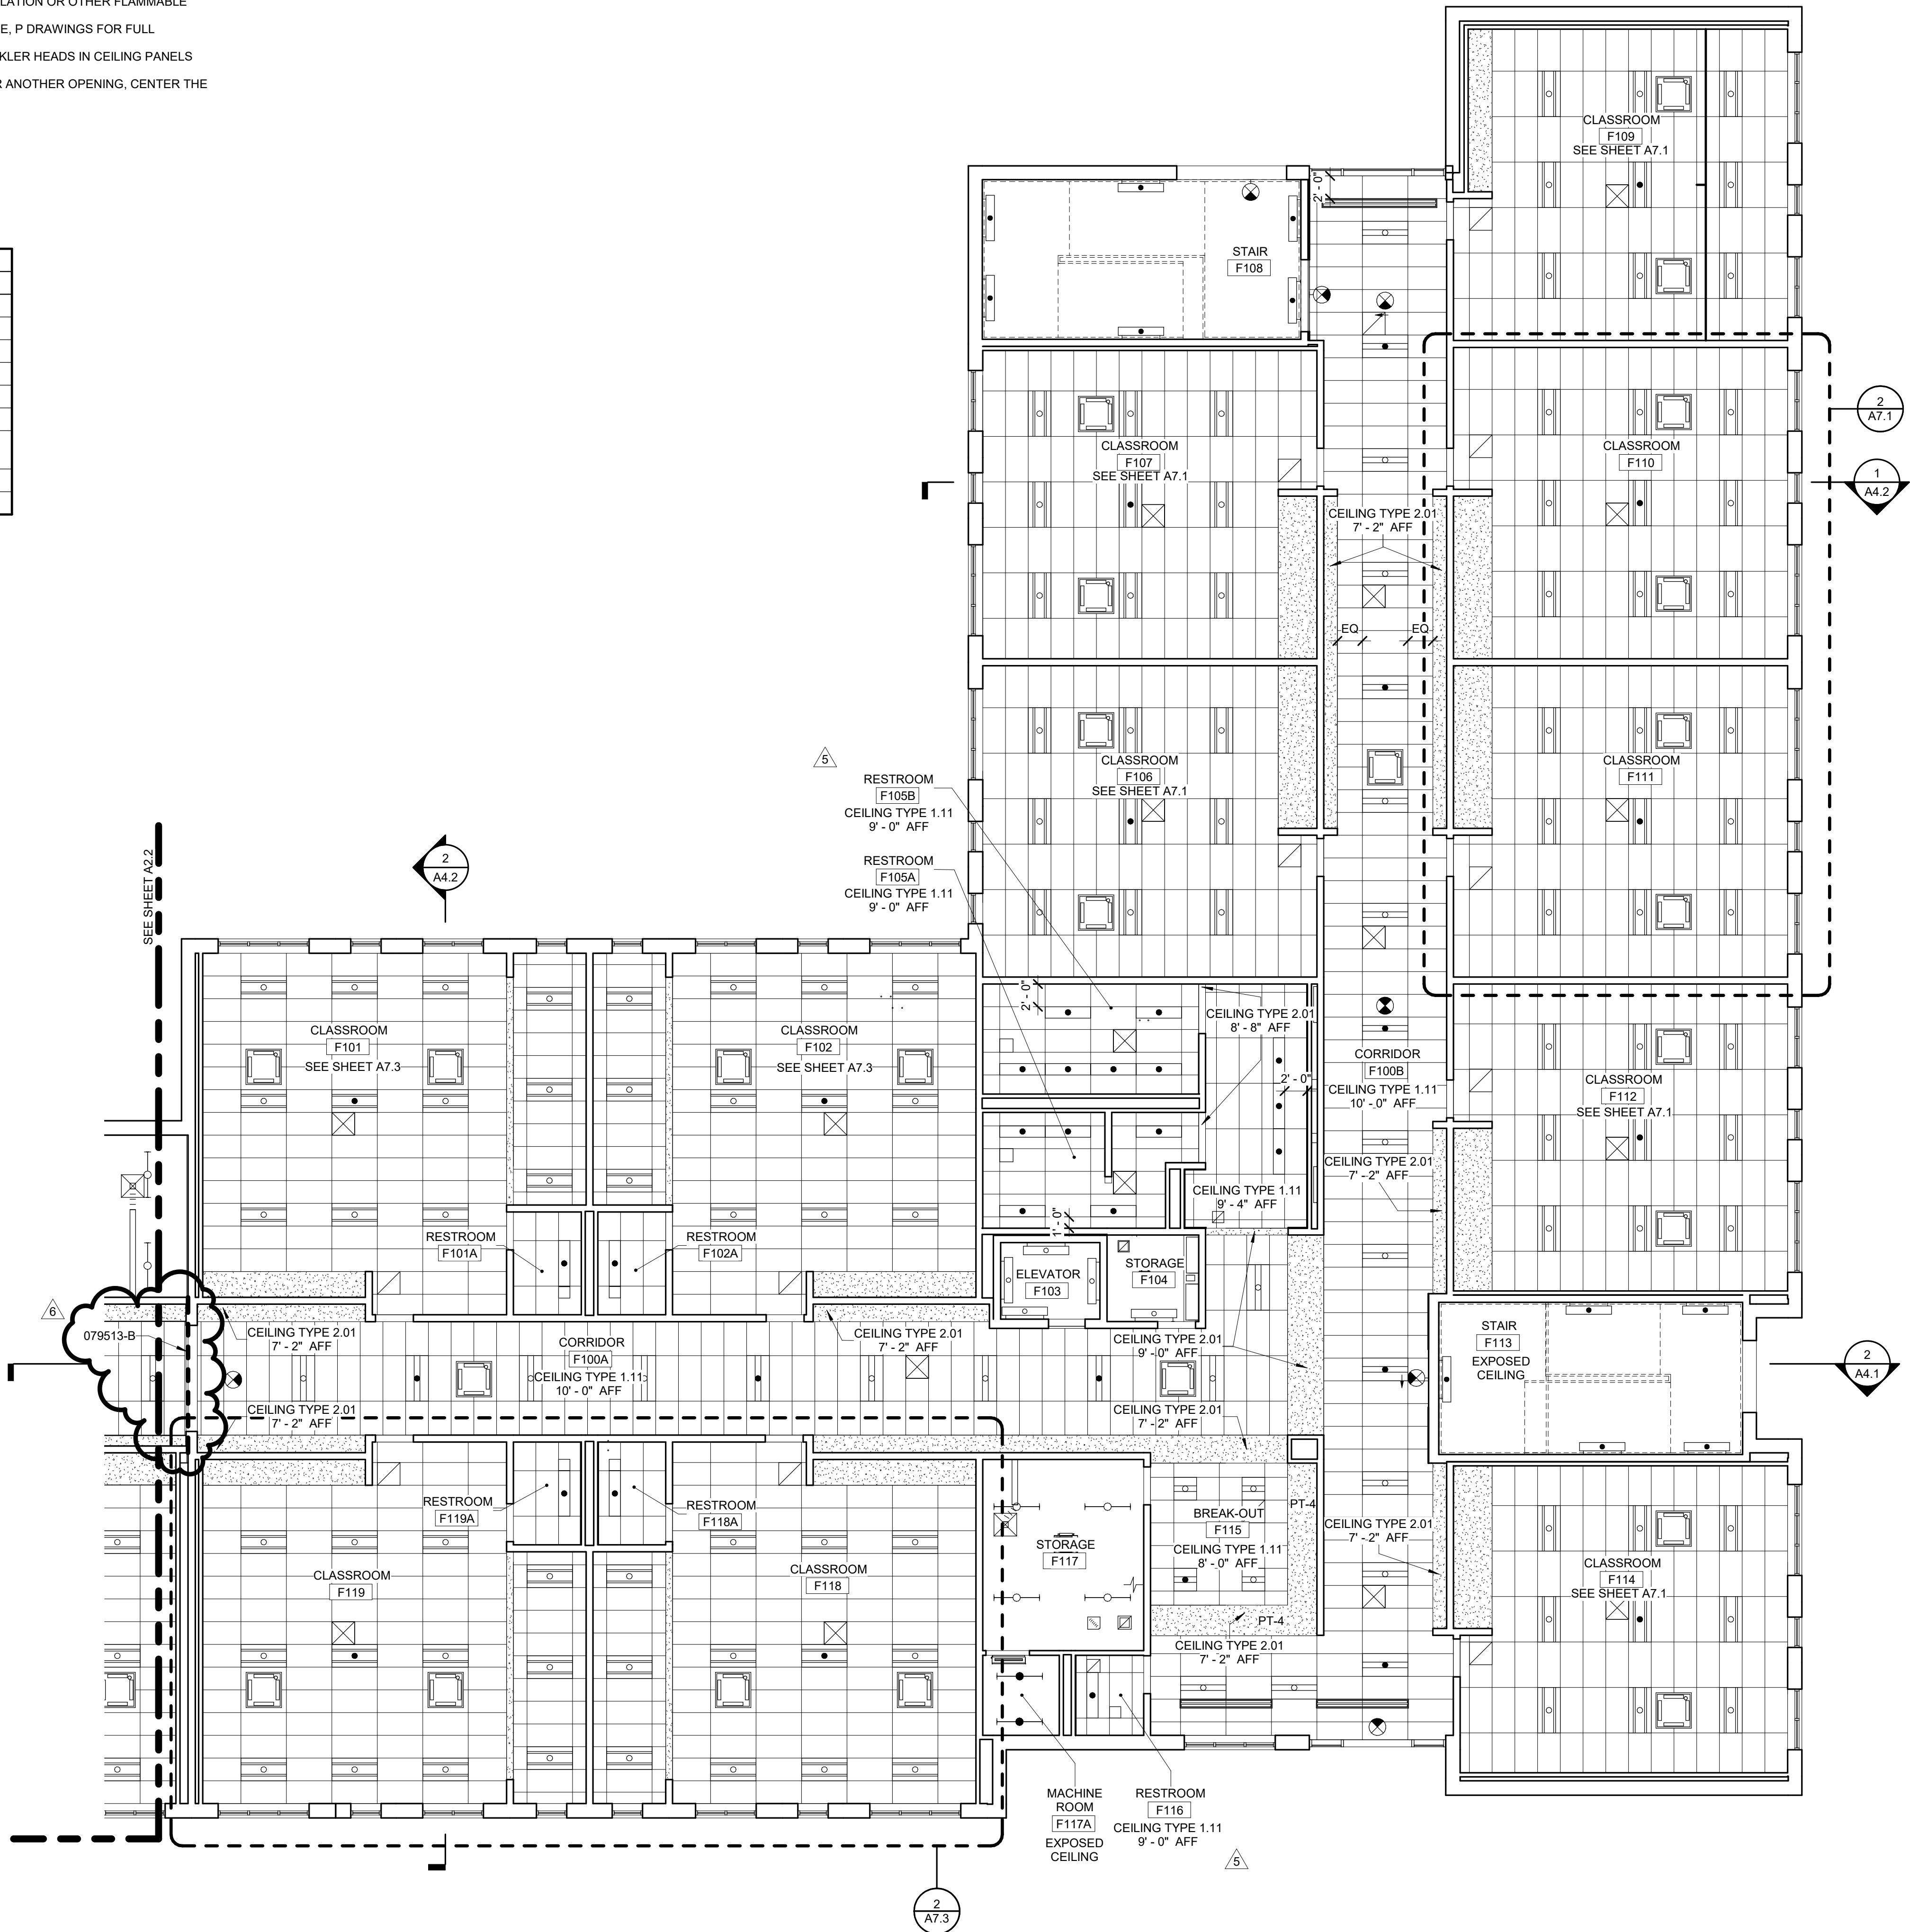 LATION OR OTHER FLAMMABLE
E, P DRAWINGS FOR FULL
KLER HEADS IN CEILING PANELS
R ANOTHER OPENING, CENTER THE
CLASSROOM
F109
SEE SHEET A7.1
2' - 0"
STAIR
F108
2
A7.1
CLASSROOM
F107
SEE SHEET A7.1
CLASSROOM
F110
1
A4.2
CEILING TYPE 2.01
7' - 2" AFF
EQ
EQ
5
RESTROOM
F105B
CEILING TYPE 1.11
9' - 0" AFF
CLASSROOM
F106
SEE SHEET A7.1
CLASSROOM
F111
RESTROOM
F105A
CEILING TYPE 1.11
9' - 0" AFF
SEE SHEET A2.2
2
A4.2
2' - 0"
CEILING TYPE 2.01
8' - 8" AFF
CLASSROOM
F101
SEE SHEET A7.3
CLASSROOM
F102
SEE SHEET A7.3
2' - 0"
CORRIDOR
F100B
CEILING TYPE 1.11
10' - 0" AFF
CLASSROOM
F112
SEE SHEET A7.1
CEILING TYPE 2.01
7' - 2" AFF
CEILING TYPE 1.11
9' - 4" AFF
1' - 0"
RESTROOM
F101A
RESTROOM
F102A
ELEVATOR
F103
STORAGE
F104
6
079513-B
CEILING TYPE 2.01
7' - 2" AFF
CORRIDOR
F100A
CEILING TYPE 1.11
10' - 0" AFF
CEILING TYPE 2.01
7' - 2" AFF
CEILING TYPE 2.01
9' - 0" AFF
STAIR
F113
EXPOSED
CEILING
2
A4.1
CEILING TYPE 2.01
7' - 2" AFF
CEILING TYPE 2.01
7' - 2" AFF
RESTROOM
F119A
RESTROOM
F118A
PT-4
BREAK-OUT
F115
CEILING TYPE 1.11
8' - 0" AFF
STORAGE
F117
CEILING TYPE 2.01
7' - 2" AFF
CLASSROOM
F119
CLASSROOM
F118
CLASSROOM
F114
SEE SHEET A7.1
PT-4
CEILING TYPE 2.01
7' - 2" AFF
MACHINE
ROOM
F117A
EXPOSED
CEILING
RESTROOM
F116
CEILING TYPE 1.11
9' - 0" AFF
5
2
A7.3